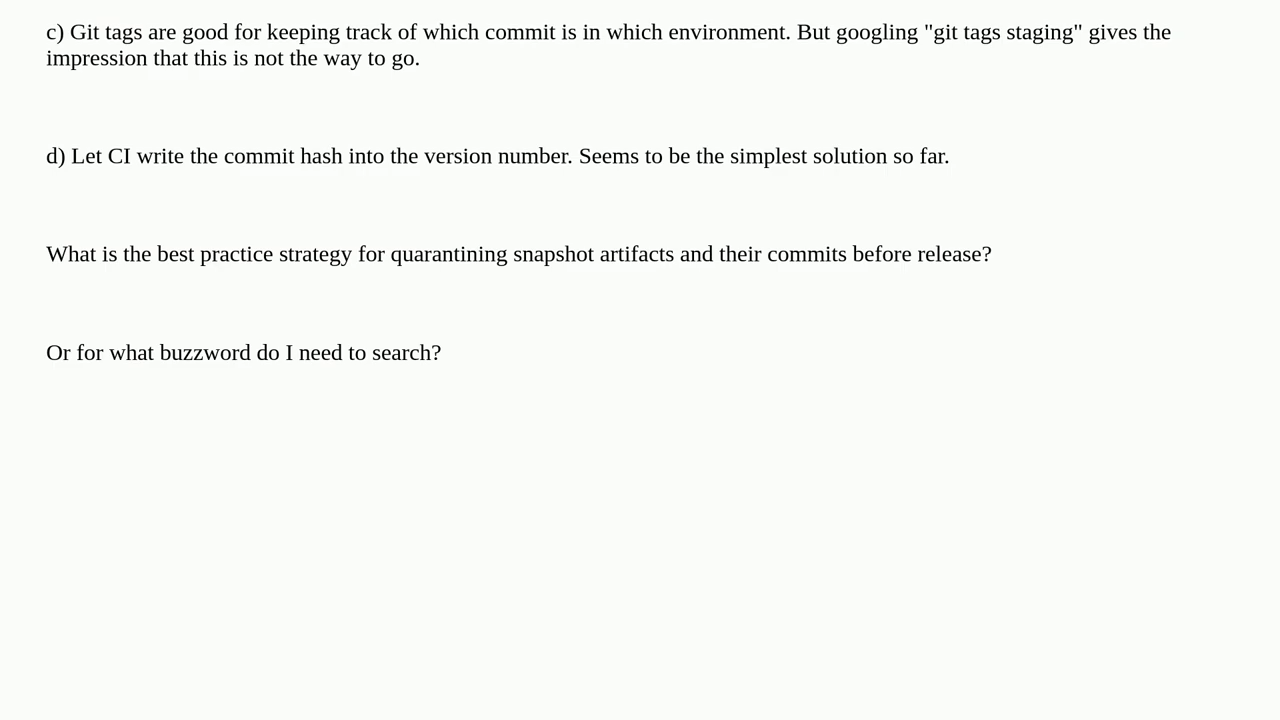 c) Git tags are good for keeping track of which commit is in which environment. But googling "git tags staging" gives the
impression that this is not the way to go.
d) Let CI write the commit hash into the version number. Seems to be the simplest solution so far.
What is the best practice strategy for quarantining snapshot artifacts and their commits before release?
Or for what buzzword do I need to search?